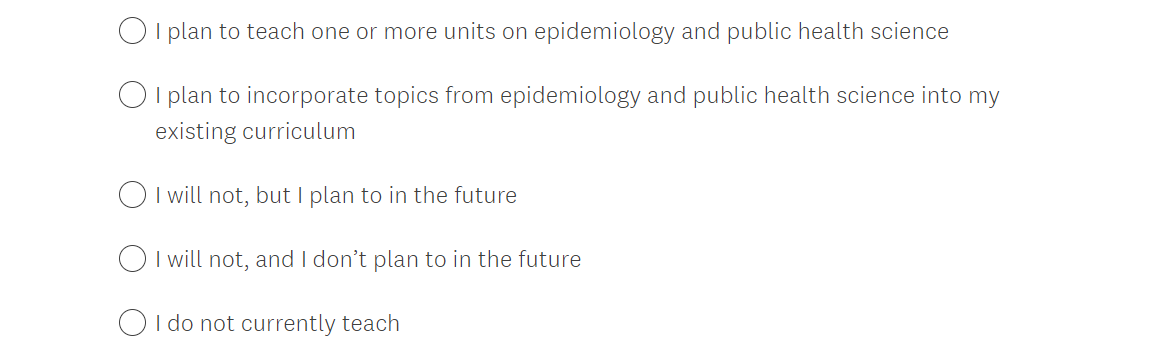 I plan to teach one or more units on epidemiology and public health science
I plan to incorporate topics from epidemiology and public health science into my
existing curriculum
I will not, but I plan to in the future
I will not, and I don’t plan to in the future
I do not currently teach